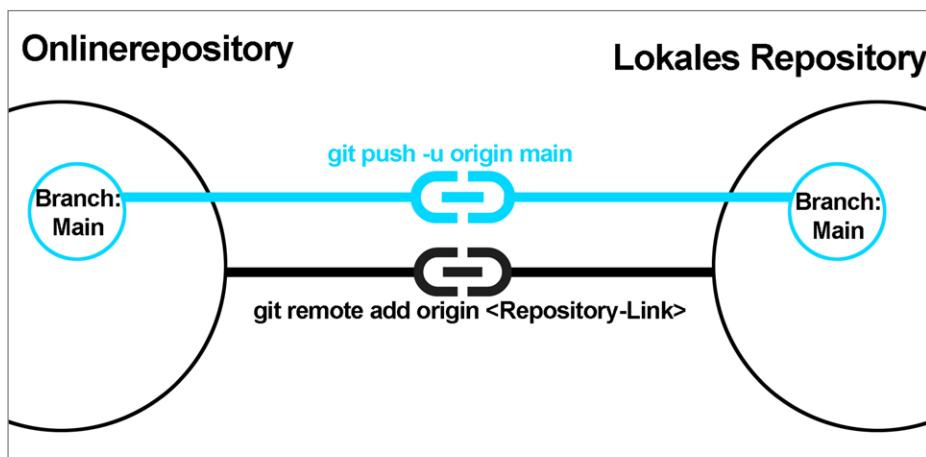 Onlinerepository
Lokales Repository
git push -u origin main
Branch:
Main
Branch:
Main
git remote add origin <Repository-Link>